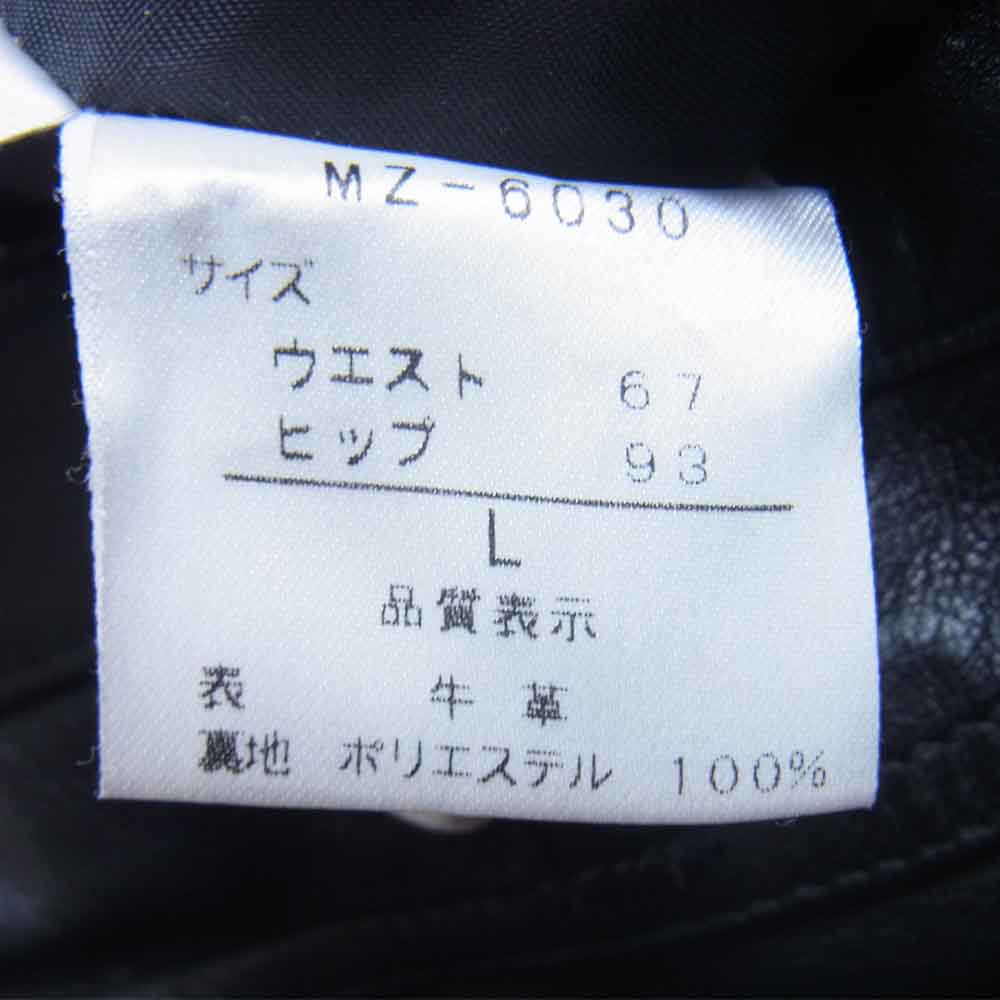 MZ-6030
サイズ
ウエスト 67
ヒップ 93
L
品質表示
表 牛革
裏地 ポリエステル 100%